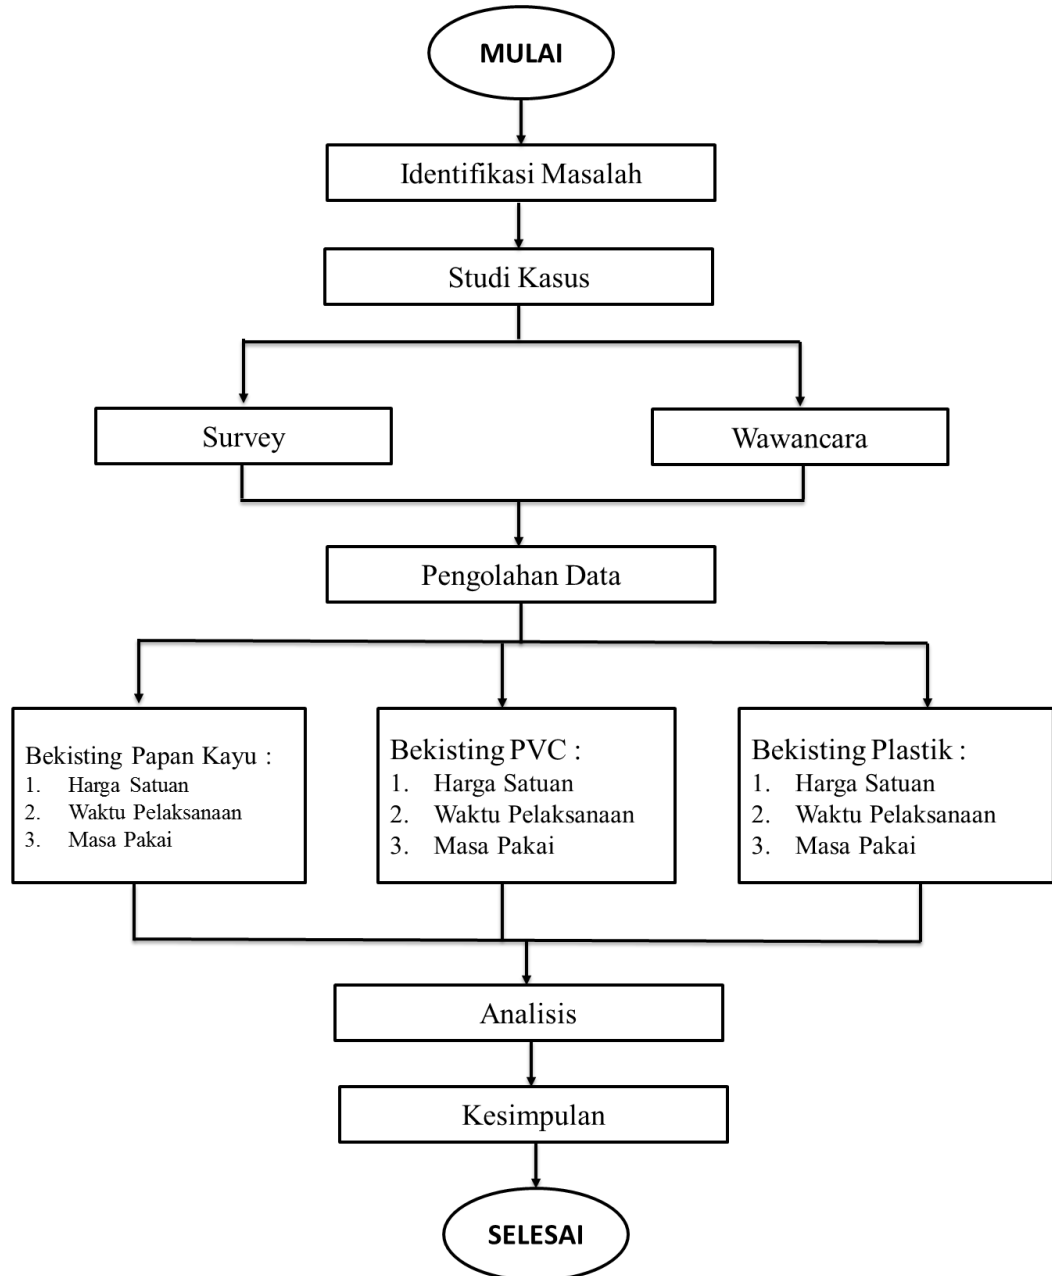 MULAI
Identifikasi Masalah
Studi Kasus
Survey
Wawancara
Pengolahan Data
Bekisting Papan Kayu :
1. Harga Satuan
2. Waktu Pelaksanaan
3. Masa Pakai
Bekisting PVC :
1. Harga Satuan
2. Waktu Pelaksanaan
3. Masa Pakai
Bekisting Plastik :
1. Harga Satuan
2. Waktu Pelaksanaan
3. Masa Pakai
Analisis
Kesimpulan
SELESAI